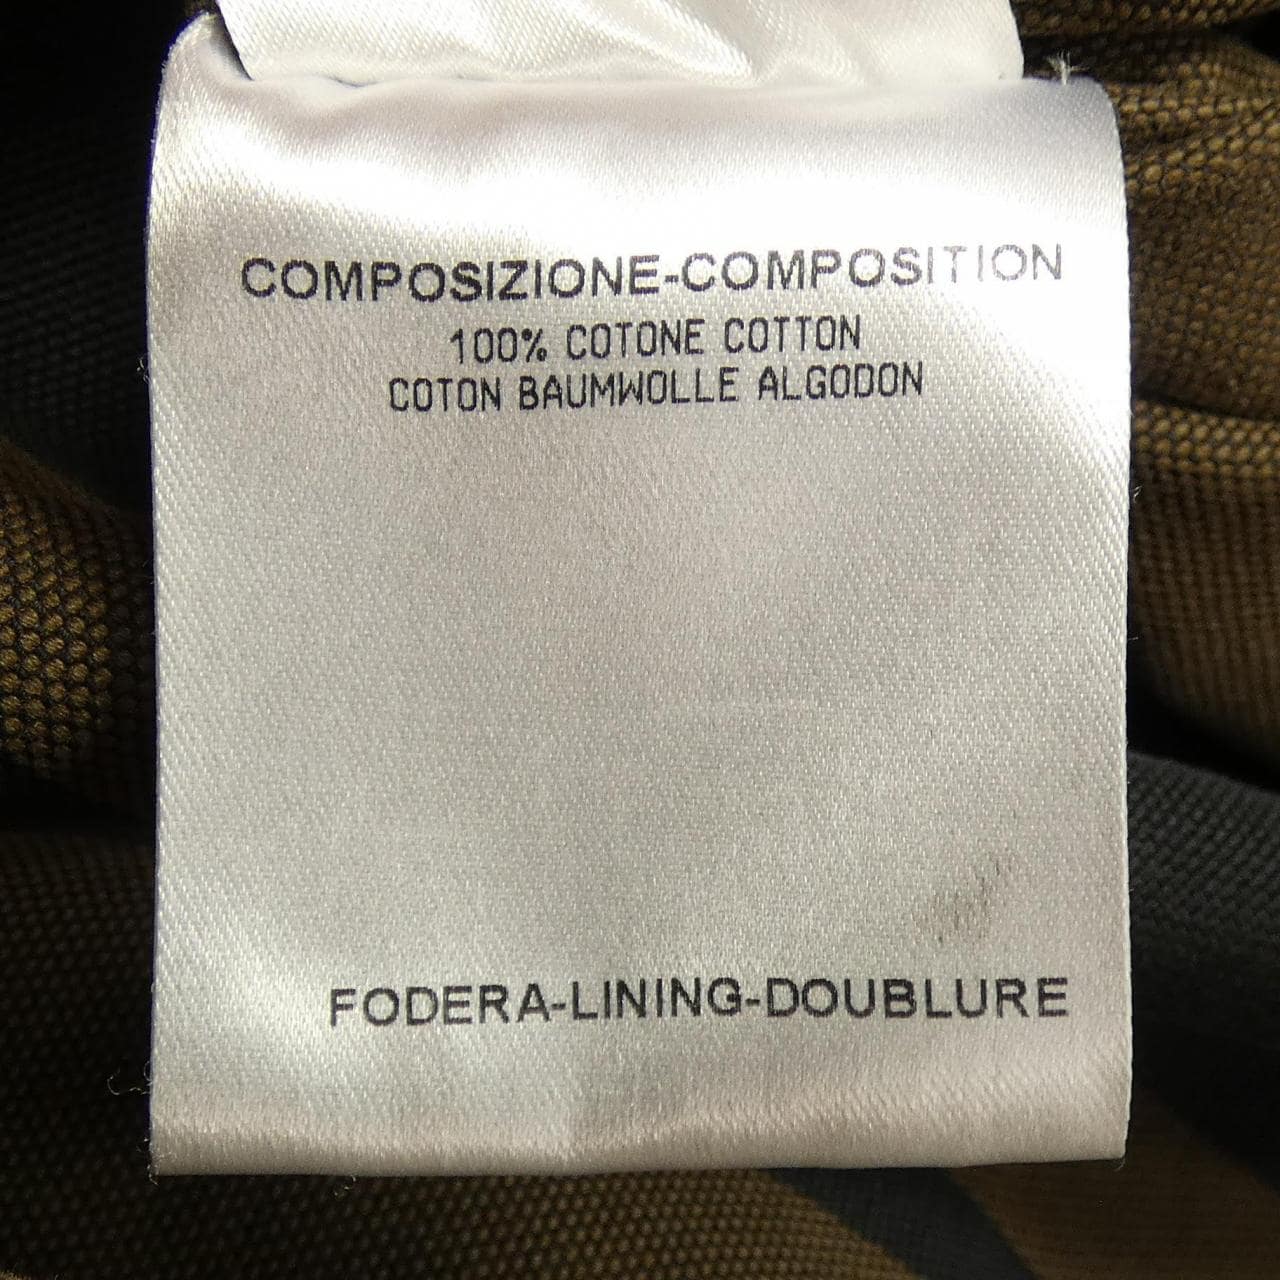 COMPOSIZIONE-COMPOSITION
100% COTONE COTTON
COTON BAUMWOLLE ALGODON
FODERA-LINING-DOUBLURE